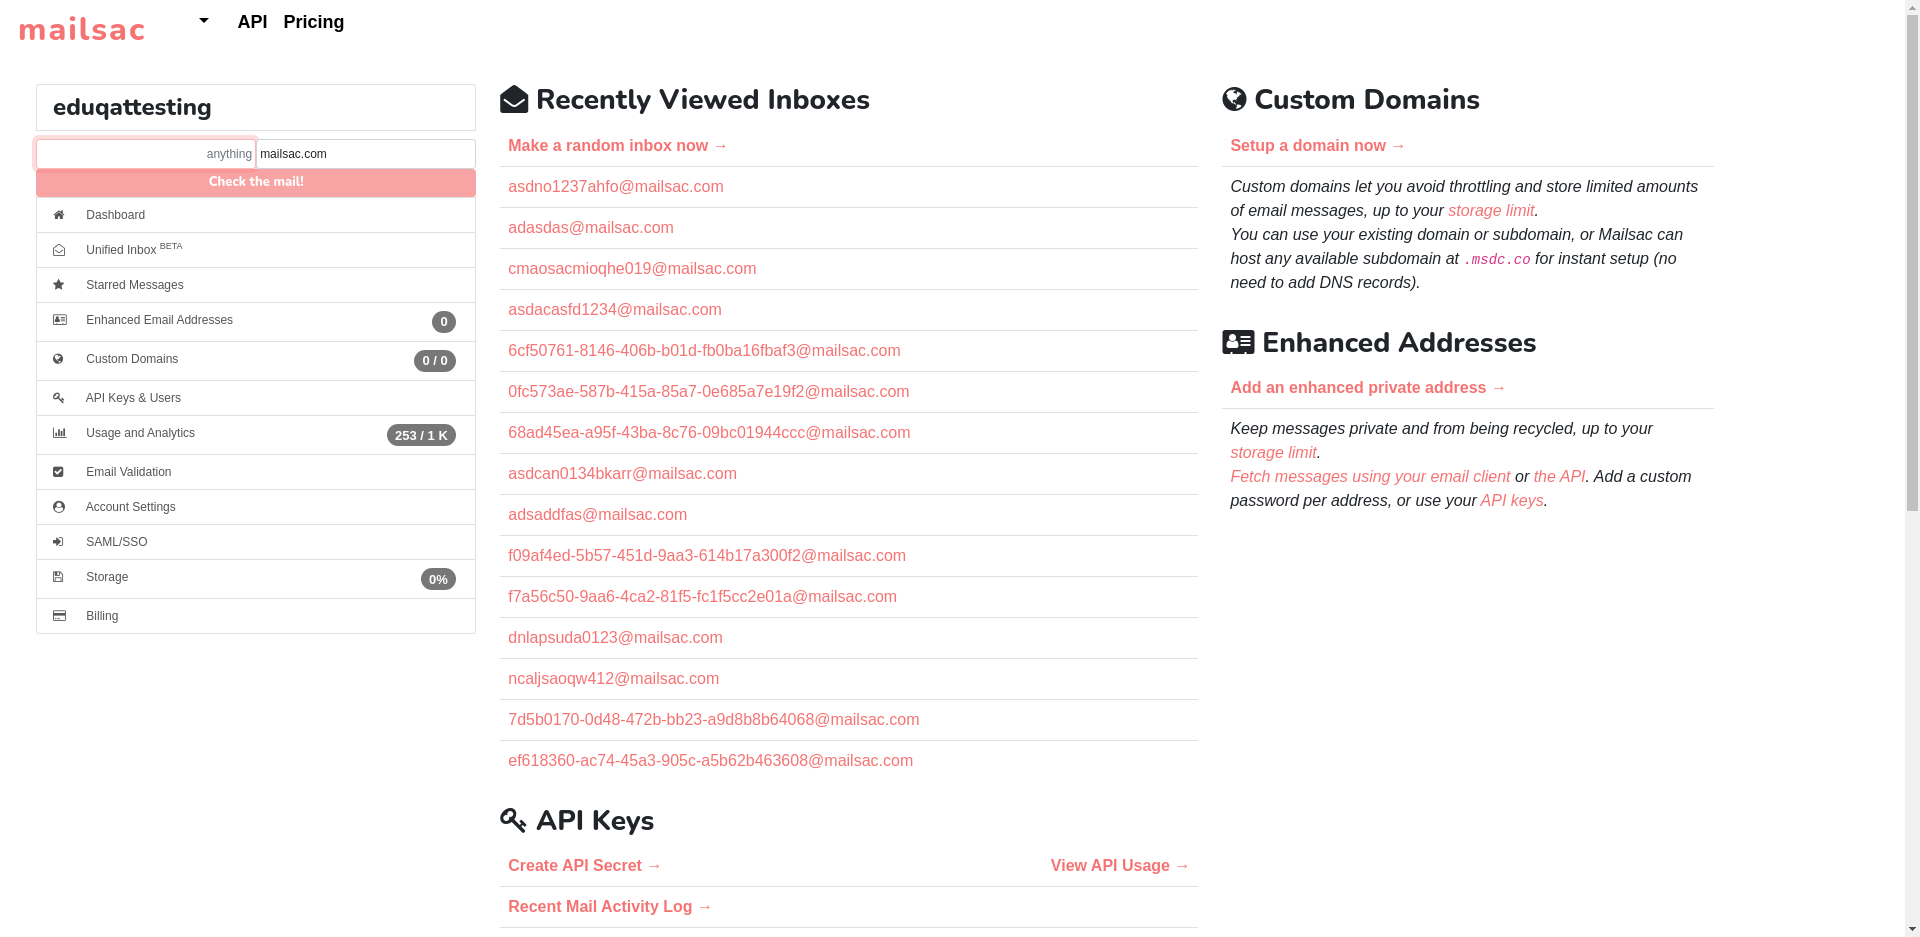 mailsac
API Pricing
eduqattesting
anything mailsac.com
Check the mail!
Dashboard
Unified Inbox BETA
Starred Messages
Enhanced Email Addresses 0
Custom Domains 0 / 0
API Keys & Users
Usage and Analytics 253 / 1 K
Email Validation
Account Settings
SAML/SSO
Storage 0%
Billing
Recently Viewed Inboxes
Make a random inbox now →
asdno1237ahfo@mailsac.com
adasdas@mailsac.com
cmaosacmioqhe019@mailsac.com
asdacasfd1234@mailsac.com
6cf50761-8146-406b-b01d-fb0ba16fbaf3@mailsac.com
0fc573ae-587b-415a-85a7-0e685a7e19f2@mailsac.com
68ad45ea-a95f-43ba-8c76-09bc01944ccc@mailsac.com
asdcan0134bkarr@mailsac.com
adsaddfas@mailsac.com
f09af4ed-5b57-451d-9aa3-614b17a300f2@mailsac.com
f7a56c50-9aa6-4ca2-81f5-fc1f5cc2e01a@mailsac.com
dnlapsuda0123@mailsac.com
ncaljsaoqw412@mailsac.com
7d5b0170-0d48-472b-bb23-a9d8b8b64068@mailsac.com
ef618360-ac74-45a3-905c-a5b62b463608@mailsac.com
API Keys
Create API Secret → View API Usage →
Recent Mail Activity Log →
Custom Domains
Setup a domain now →
Custom domains let you avoid throttling and store limited amounts
of email messages, up to your storage limit.
You can use your existing domain or subdomain, or Mailsac can
host any available subdomain at .msdc.co for instant setup (no
need to add DNS records).
Enhanced Addresses
Add an enhanced private address →
Keep messages private and from being recycled, up to your
storage limit.
Fetch messages using your email client or the API. Add a custom
password per address, or use your API keys.